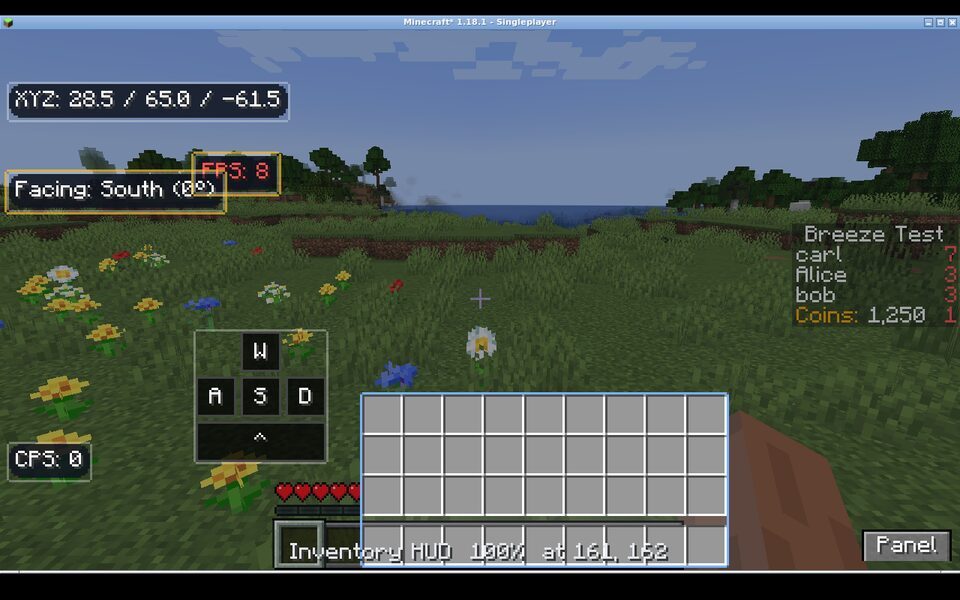 Minecraft* 1.18.1 - Singleplayer
XYZ: 28.5 / 65.0 / -61.5
FPS: 8
Facing: South (0º)
Breeze Test
carl 7
Alice 3
bob 3
Coins: 1,250 1
W
A S D
^
CPS: 0
Inventory HUD 100% at 161, 162
Panel